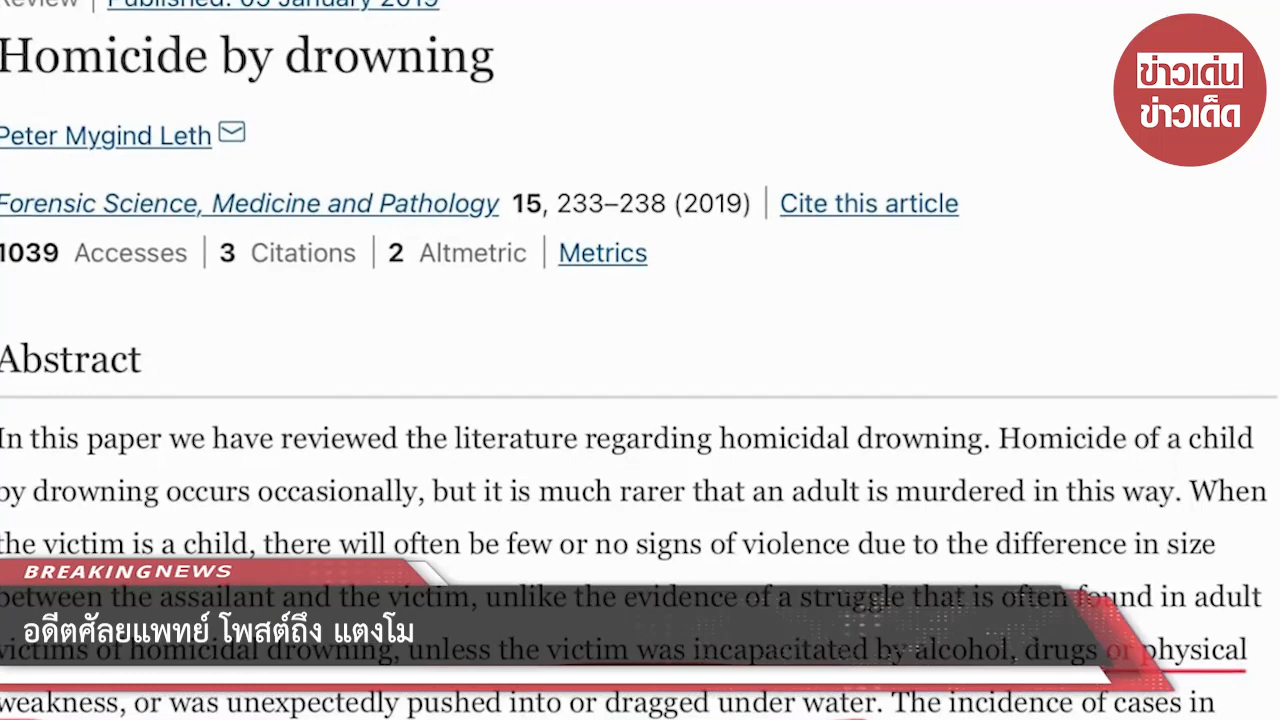 Review | Published: 05 January 2019
Homicide by drowning
ข่าวเด่น
ข่าวเด็ด
Peter Mygind Leth
Forensic Science, Medicine and Pathology 15, 233–238 (2019) | Cite this article
1039 Accesses | 3 Citations | 2 Altmetric | Metrics
Abstract
In this paper we have reviewed the literature regarding homicidal drowning. Homicide of a child
by drowning occurs occasionally, but it is much rarer that an adult is murdered in this way. When
the victim is a child, there will often be few or no signs of violence due to the difference in size
between the assailant and the victim, unlike the evidence of a struggle that is often found in adult
victims of homicidal drowning, unless the victim was incapacitated by alcohol, drugs or physical
weakness, or was unexpectedly pushed into or dragged under water. The incidence of cases in
BREAKING NEWS
อดีตศัลยแพทย์ โพสต์ถึง แตงโม